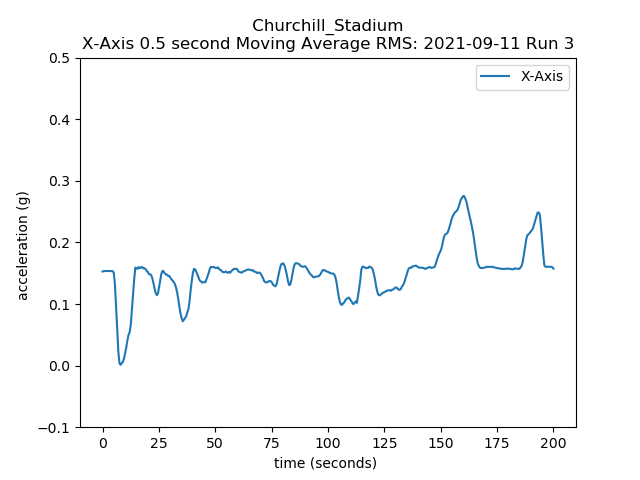 Churchill_Stadium
X-Axis 0.5 second Moving Average RMS: 2021-09-11 Run 3
X-Axis
0.5
0.4
0.3
0.2
0.1
0.0
−0.1
acceleration (g)
0 25 50 75 100 125 150 175 200
time (seconds)